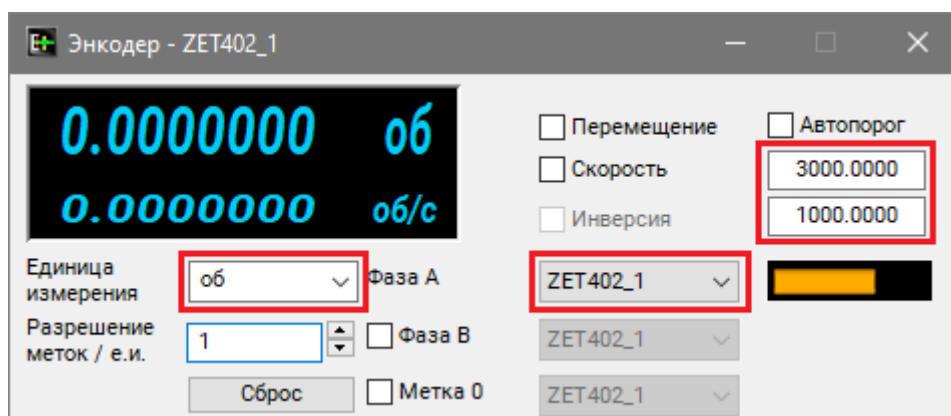 Энкодер - ZET402_1
0.0000000 об
0.0000000 об/с
Перемещение
Автопорог
Скорость
3000.0000
Инверсия
1000.0000
Единица
измерения
об
Фаза A
ZET402_1
Разрешение
меток / е.и.
1
Фаза B
ZET402_1
Сброс
Метка 0
ZET402_1